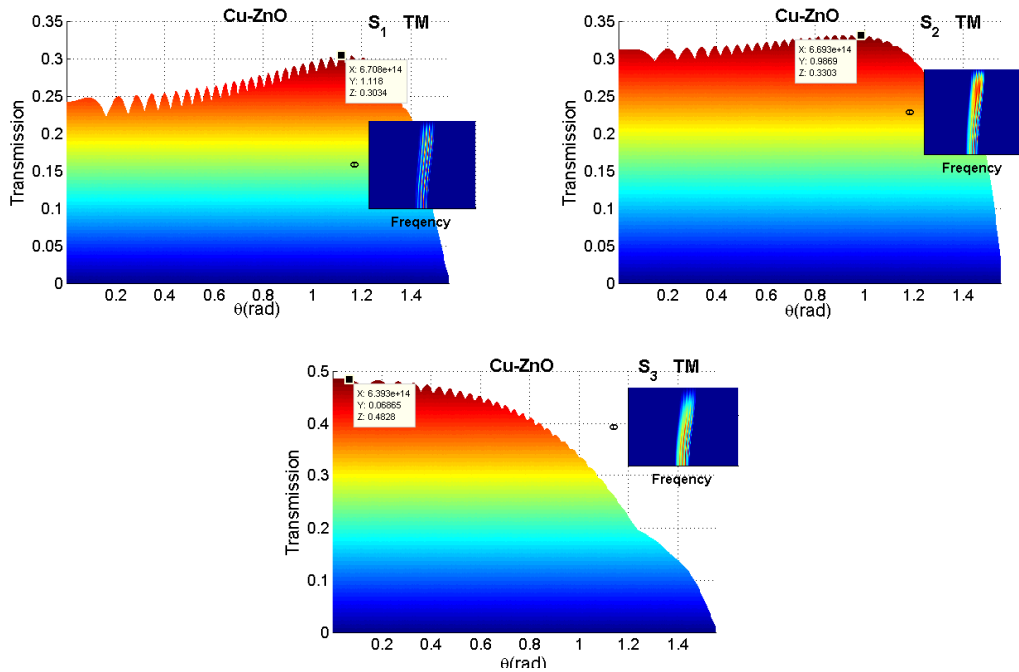 Cu-ZnO S1 TM
0.35
0.3
0.25
0.2
0.15
0.1
0.05
0
Transmission
X: 6.708e+14
Y: 1.118
Z: 0.3034
θ
Freqency
0.2 0.4 0.6 0.8 1 1.2 1.4
θ(rad)
Cu-ZnO S2 TM
0.35
0.3
0.25
0.2
0.15
0.1
0.05
0
Transmission
X: 6.693e+14
Y: 0.9869
Z: 0.3303
θ
Freqency
0.2 0.4 0.6 0.8 1 1.2 1.4
θ(rad)
Cu-ZnO S3 TM
0.5
0.4
0.3
0.2
0.1
0
Transmission
X: 6.393e+14
Y: 0.06865
Z: 0.4828
θ
Freqency
0.2 0.4 0.6 0.8 1 1.2 1.4
θ(rad)